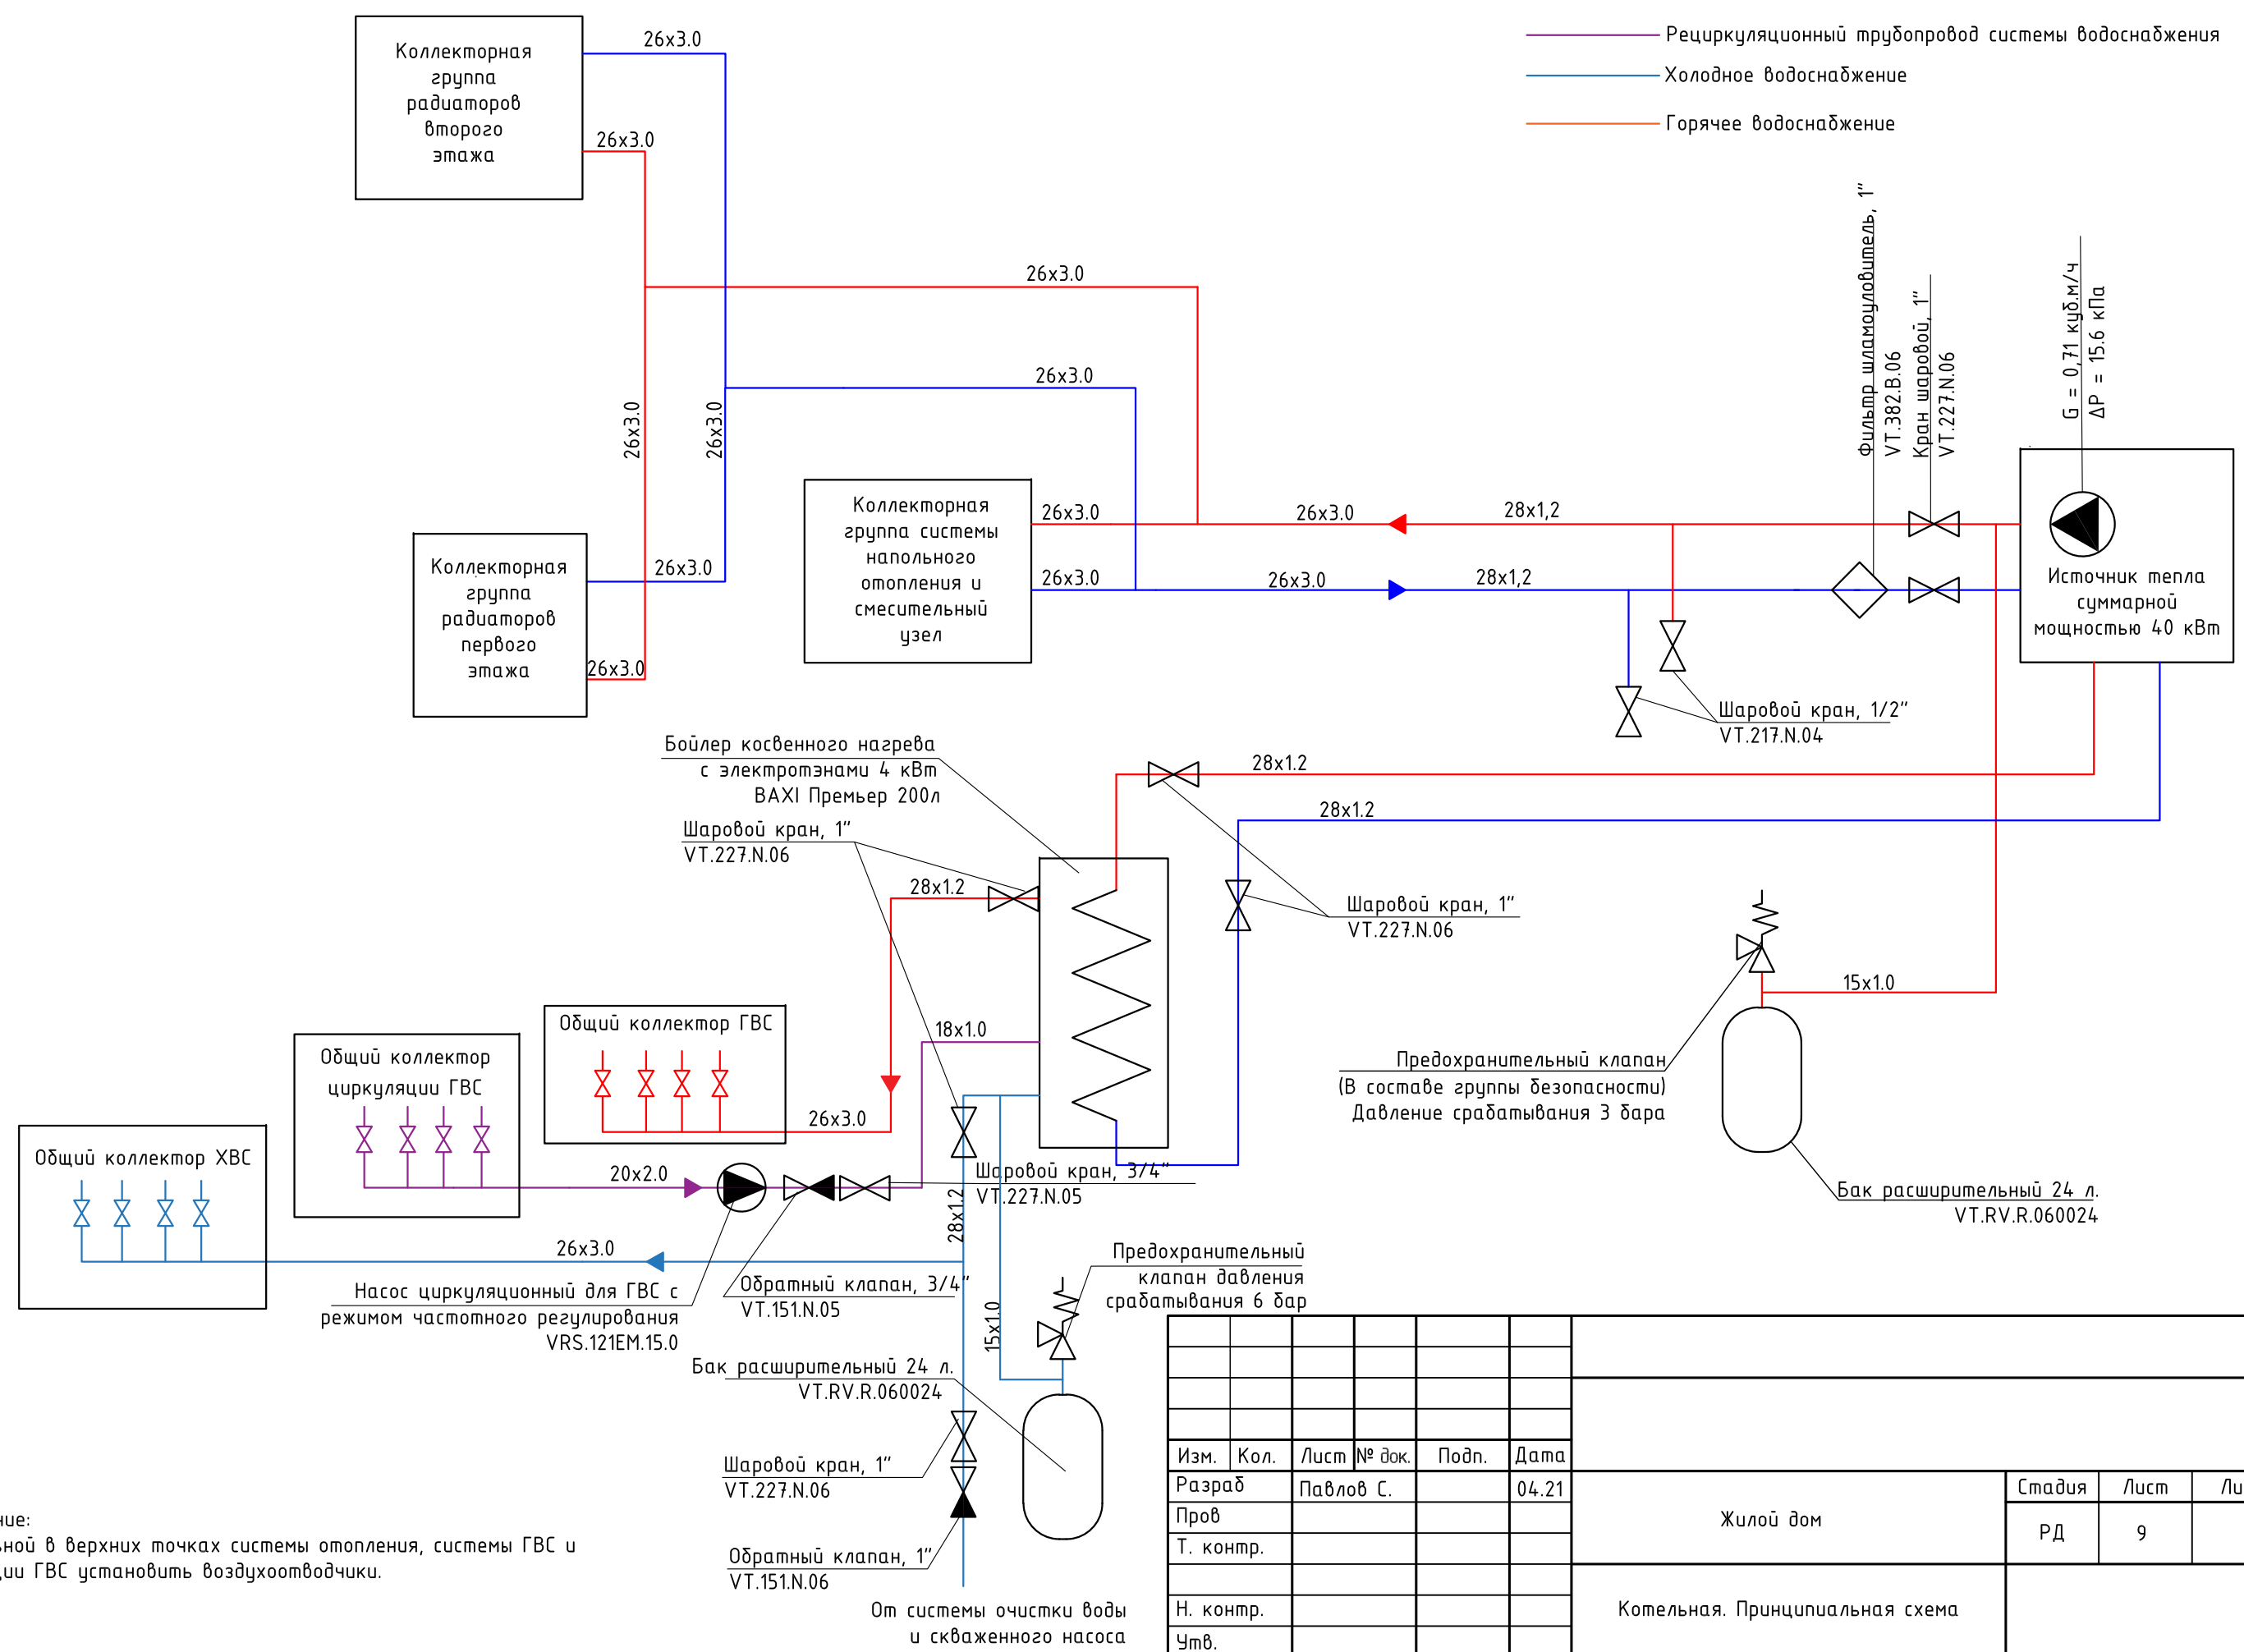 Рециркуляционный трубопровод системы водоснабжения
Холодное водоснабжение
Горячее водоснабжение
Коллекторная
группа
радиаторов
второго
этажа
26x3.0
26x3.0
26x3.0
26x3.0
26x3.0
26x3.0
Коллекторная
группа
радиаторов
первого
этажа
26x3.0
26x3.0
Коллекторная
группа системы
напольного
отопления и
смесительный
узел
26x3.0
26x3.0
28x1,2
26x3.0
26x3.0
28x1,2
Фильтр шламоуловитель, 1"
VT.382.B.06
Кран шаровой, 1"
VT.227.N.06
G = 0,71 куб.м/ч
ΔP = 15.6 кПа
Источник тепла
суммарной
мощностью 40 кВт
Шаровой кран, 1/2"
VT.217.N.04
Бойлер косвенного нагрева
с электротэнами 4 кВт
BAXI Премьер 200л
28x1.2
28x1.2
Шаровой кран, 1"
VT.227.N.06
28x1.2
Шаровой кран, 1"
VT.227.N.06
15x1.0
Предохранительный клапан
(В составе группы безопасности)
Давление срабатывания 3 бара
Бак расширительный 24 л.
VT.RV.R.060024
Общий коллектор ГВС
18x1.0
26x3.0
Общий коллектор
циркуляции ГВС
20x2.0
Шаровой кран, 3/4"
VT.227.N.05
28x1.2
Общий коллектор ХВС
26x3.0
Насос циркуляционный для ГВС с
режимом частотного регулирования
VRS.121EM.15.0
Обратный клапан, 3/4"
VT.151.N.05
15x1.0
Предохранительный
клапан давления
срабатывания 6 бар
Бак расширительный 24 л.
VT.RV.R.060024
Шаровой кран, 1"
VT.227.N.06
Обратный клапан, 1"
VT.151.N.06
От системы очистки воды
и скваженного насоса
ние:
ьной в верхних точках системы отопления, системы ГВС и
ции ГВС установить воздухоотводчики.
Изм. Кол. Лист № док. Подп. Дата
Разраб Павлов С. 04.21
Пров
Т. контр.
Н. контр.
Утв.
Жилой дом
Стадия Лист Ли
РД 9
Котельная. Принципиальная схема